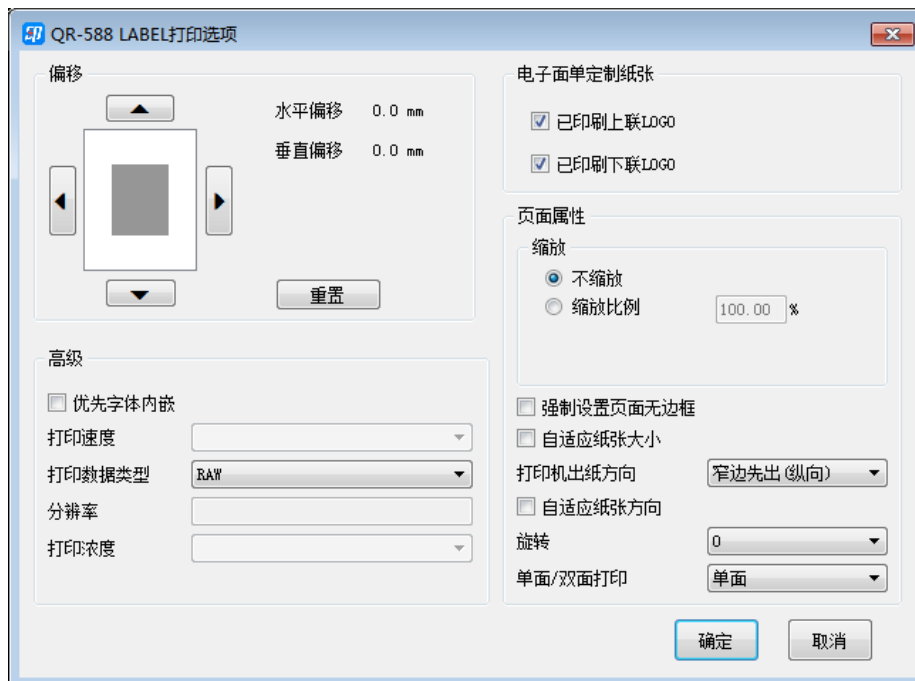 QR-588 LABEL打印选项
偏移
水平偏移 0.0 mm
垂直偏移 0.0 mm
重置
高级
优先字体内嵌
打印速度
打印数据类型 RAW
分辨率
打印浓度
电子面单定制纸张
已印刷上联LOGO
已印刷下联LOGO
页面属性
缩放
不缩放
缩放比例 100.00 %
强制设置页面无边框
自适应纸张大小
打印机出纸方向 窄边先出(纵向)
自适应纸张方向
旋转 0
单面/双面打印 单面
确定 取消